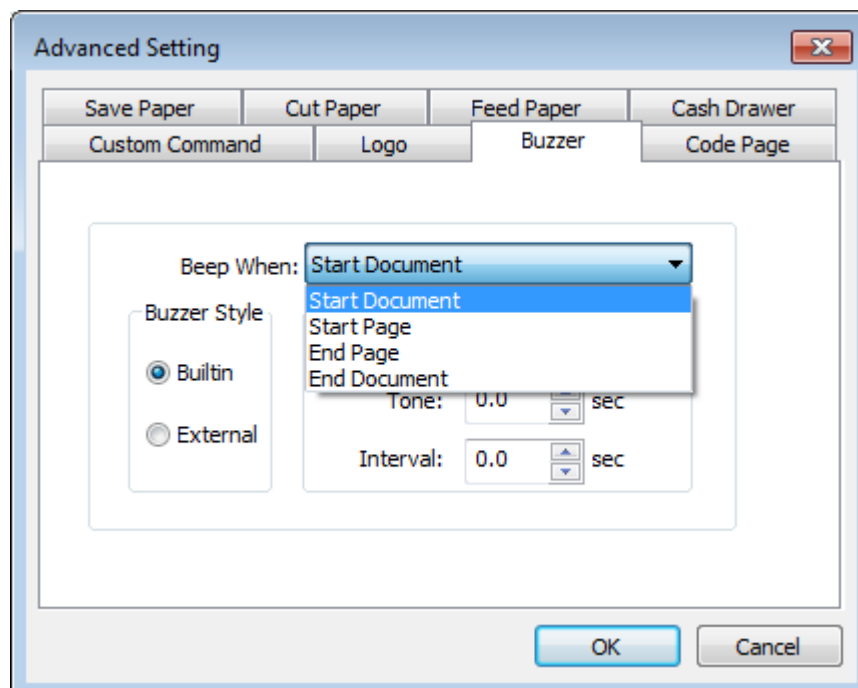 Advanced Setting
Save Paper Cut Paper Feed Paper Cash Drawer
Custom Command Logo Buzzer Code Page
Beep When: Start Document
Start Document
Start Page
End Page
End Document
Buzzer Style
Builtin
External
Tone: 0.0 sec
Interval: 0.0 sec
OK Cancel